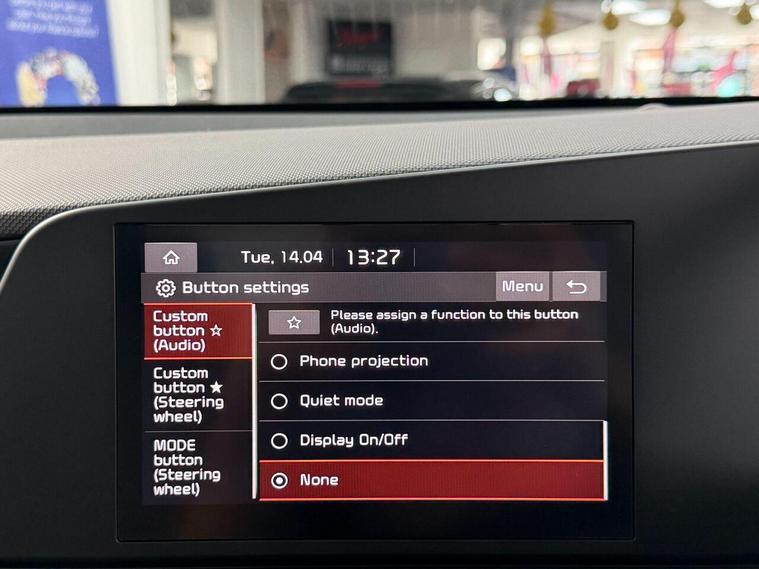 Tue, 14.04 13:27
Button settings Menu
Custom
button ☆
(Audio)
Custom
button ★
(Steering
wheel)
MODE
button
(Steering
wheel)
☆ Please assign a function to this button
(Audio).
Phone projection
Quiet mode
Display On/Off
None